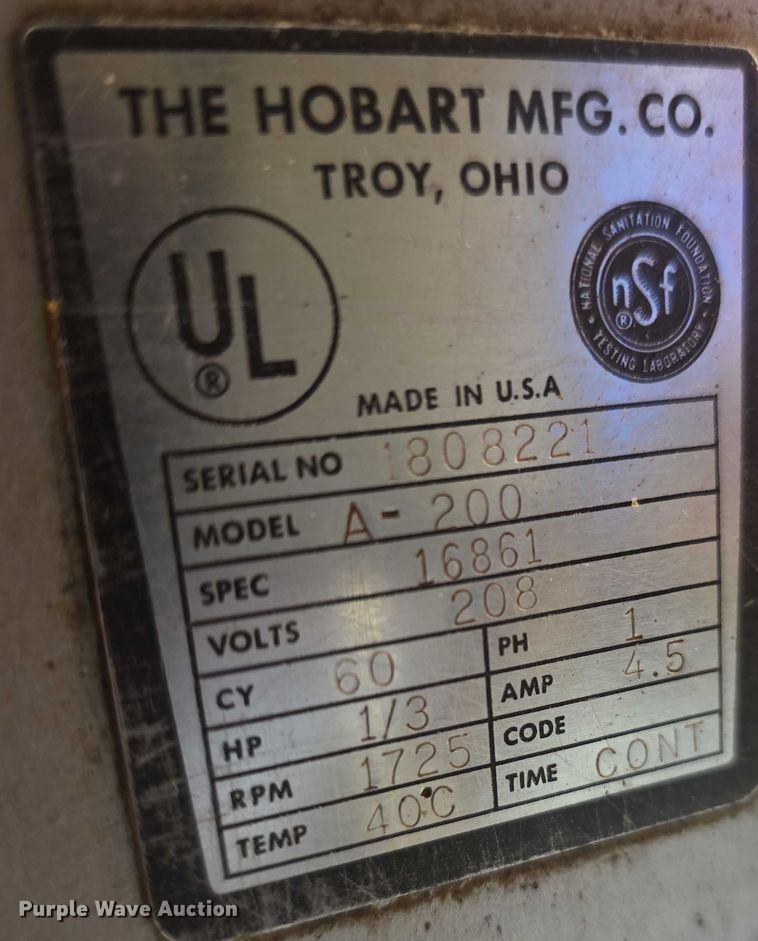 THE HOBART MFG. CO.
TROY, OHIO
UL
®
NATIONAL SANITATION FOUNDATION
nSf
®
TESTING LABORATORY
MADE IN U.S.A
SERIAL NO 1808221
MODEL A-200
SPEC 16861
VOLTS 208
CY 60 PH 1
HP 1/3 AMP 4.5
RPM 1725 CODE
TEMP 40°C TIME CONT
Purple Wave Auction